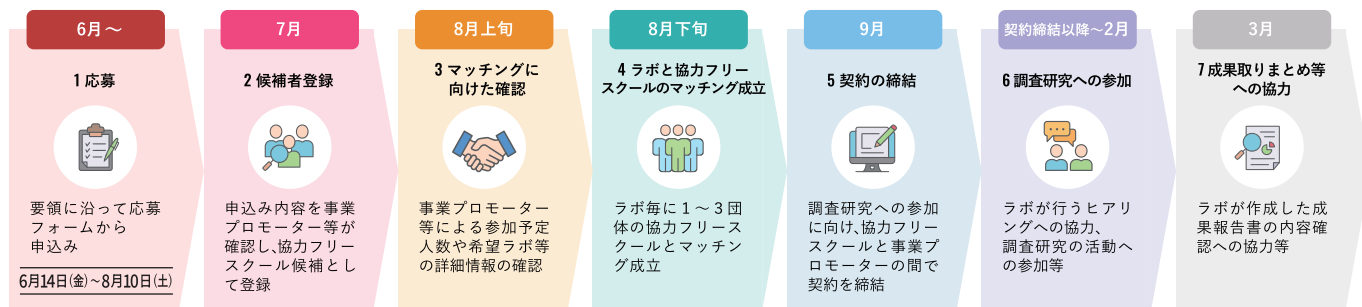 6月～
1 応募
要領に沿って応募
フォームから
申込み
6月14日(金)～8月10日(土)
7月
2 候補者登録
申込み内容を事業
プロモーター等が
確認し、協力フリー
スクール候補とし
て登録
8月上旬
3 マッチングに
向けた確認
事業プロモーター
等による参加予定
人数や希望ラボ等
の詳細情報の確認
8月下旬
4 ラボと協力フリー
スクールのマッチング成立
ラボ毎に１～３団
体の協力フリース
クールとマッチン
グ成立
9月
5 契約の締結
調査研究への参加
に向け、協力フリー
スクールと事業プ
ロモーターの間で
契約を締結
契約締結以降～2月
6 調査研究への参加
ラボが行うヒアリ
ングへの協力、
調査研究の活動へ
の参加等
3月
7 成果取りまとめ等
への協力
ラボが作成した成
果報告書の内容確
認への協力等